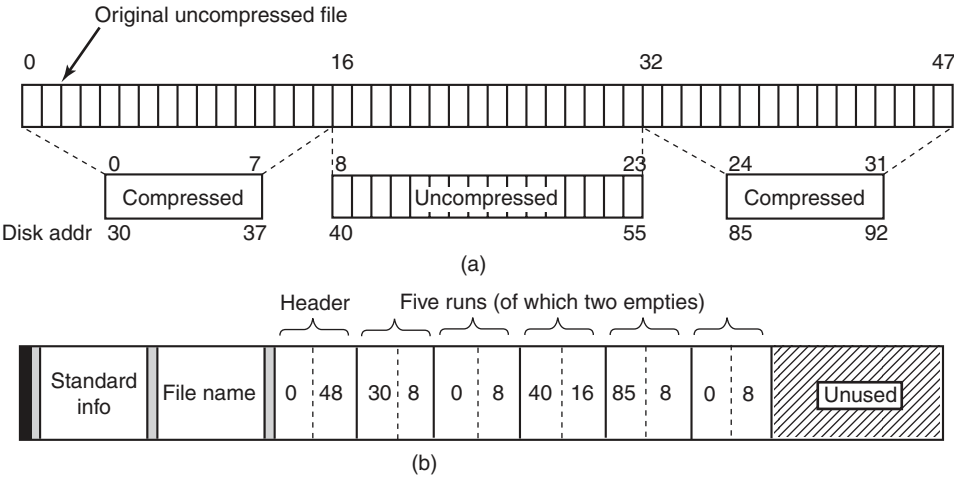 Original uncompressed file
0 16 32 47
0 7 8 23 24 31
Compressed Uncompressed Compressed
Disk addr 30 37 40 55 85 92
(a)
Header Five runs (of which two empties)
Standard info File name 0 48 30 8 0 8 40 16 85 8 0 8 Unused
(b)